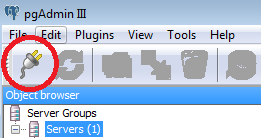 pgAdmin III
File Edit Plugins View Tools Help
Object browser
Server Groups
Servers (1)